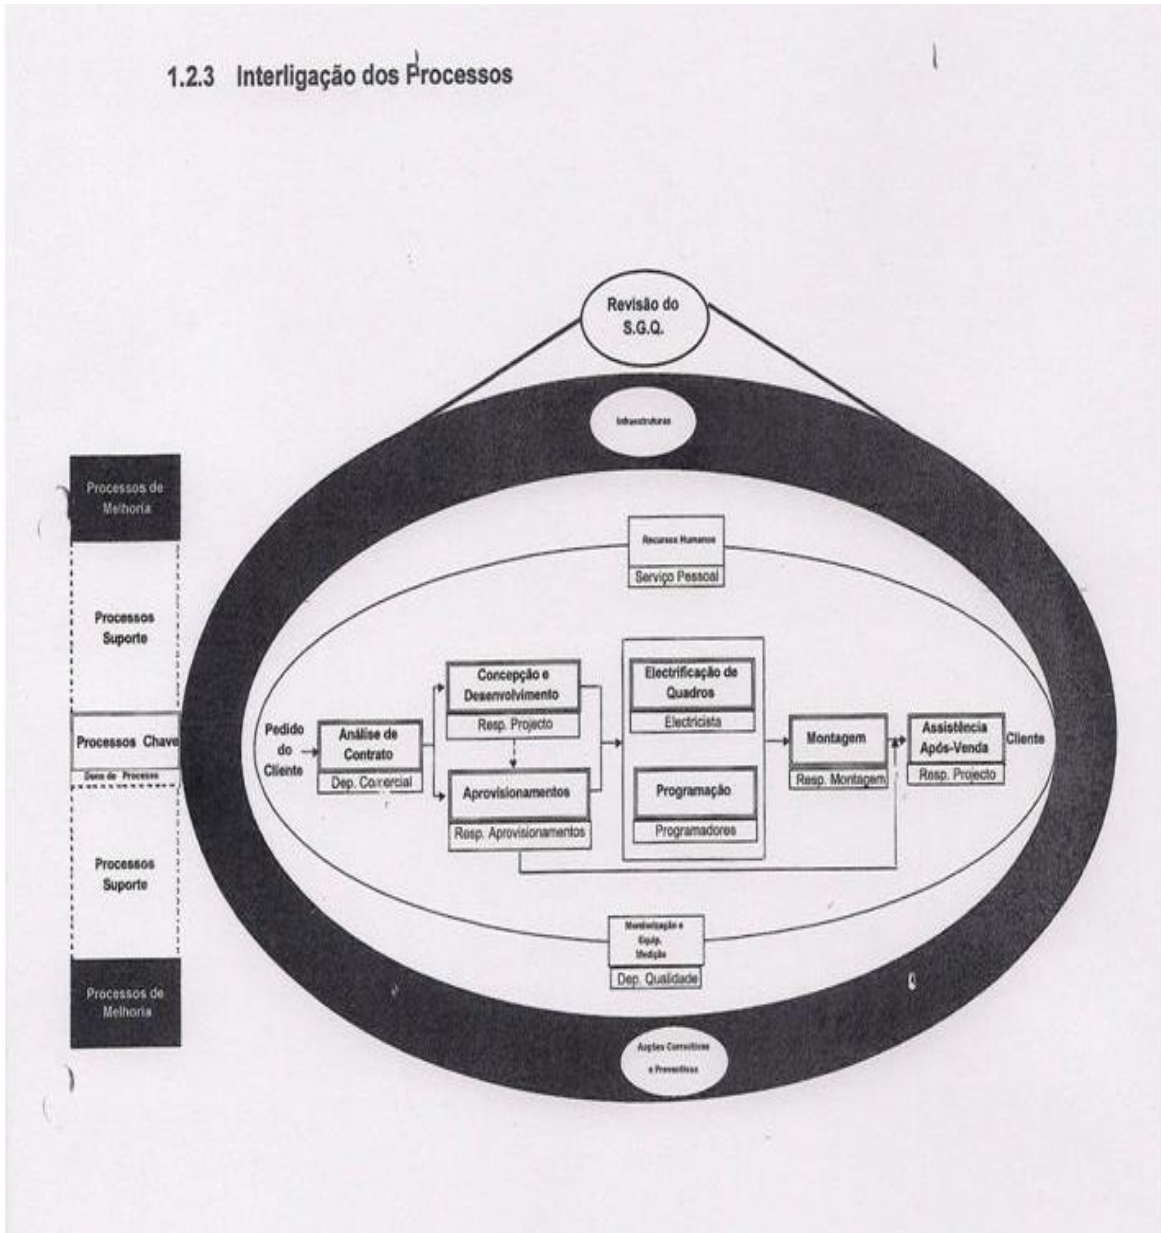 1.2.3 Interligação dos Processos
Revisão do
S.G.Q.
Infraestruturas
Processos de
Melhoria
Processos
Suporte
Processos Chave
Dono do Processo
Processos
Suporte
Processos de
Melhoria
Recursos Humanos
Serviço Pessoal
Pedido
do
Cliente
Análise de
Contrato
Dep. Comercial
Concepção e
Desenvolvimento
Resp. Projecto
Aprovisionamentos
Resp. Aprovisionamentos
Electrificação de
Quadros
Electricista
Programação
Programadores
Montagem
Resp. Montagem
Assistência
Após-Venda
Resp. Projecto
Cliente
Monitorização e
Equip.
Medição
Dep. Qualidade
Acções Correctivas
e Preventivas